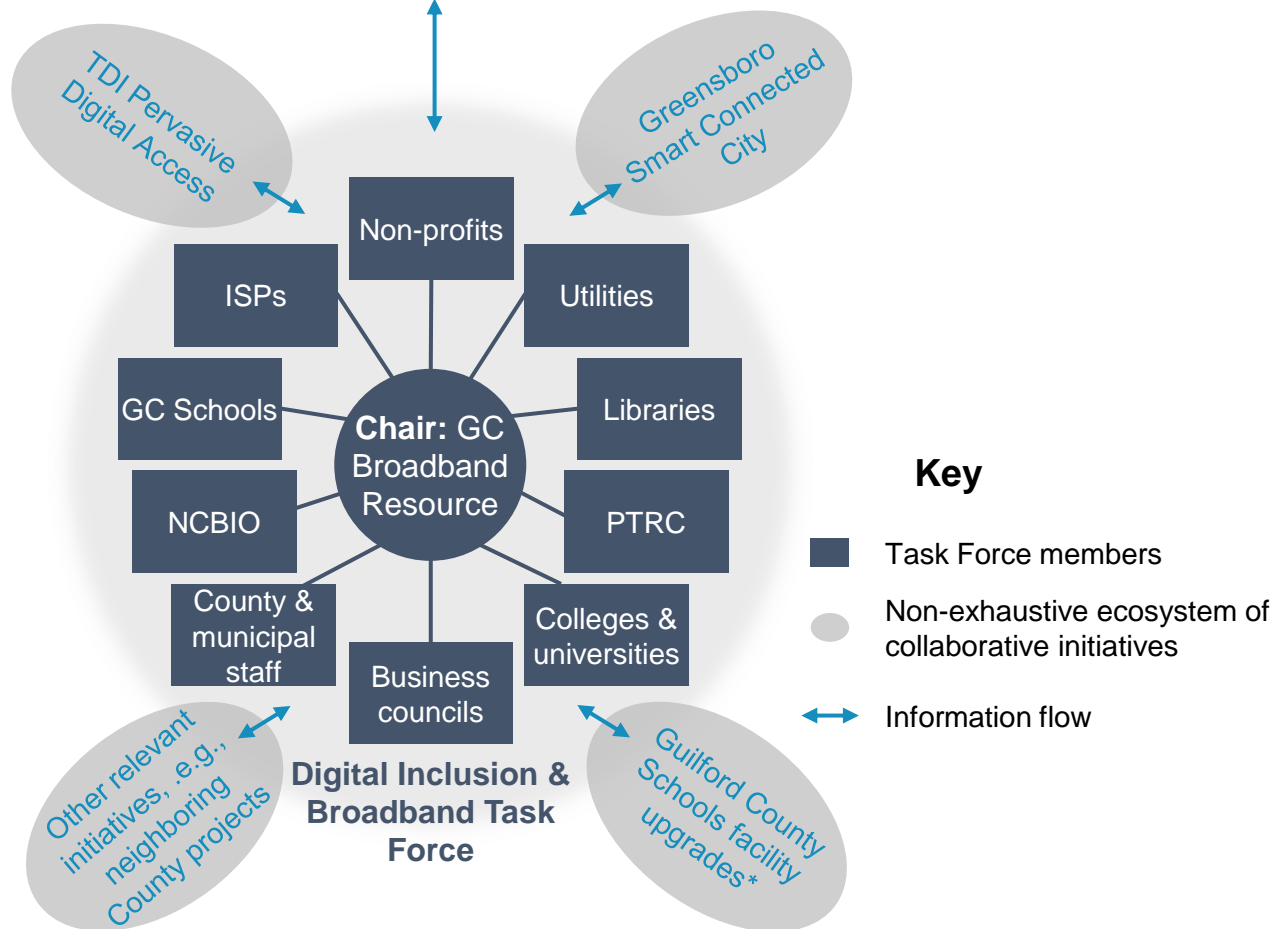 TDI Pervasive
Digital Access
Greensboro
Smart Connected
City
Non-profits
ISPs
Utilities
GC Schools
Libraries
Chair: GC
Broadband
Resource
NCBIO
PTRC
County &
municipal
staff
Colleges &
universities
Business
councils
Digital Inclusion &
Broadband Task
Force
Other relevant
initiatives, .e.g.,
neighboring
County projects
Guilford County
Schools facility
upgrades*
Key
Task Force members
Non-exhaustive ecosystem of
collaborative initiatives
Information flow